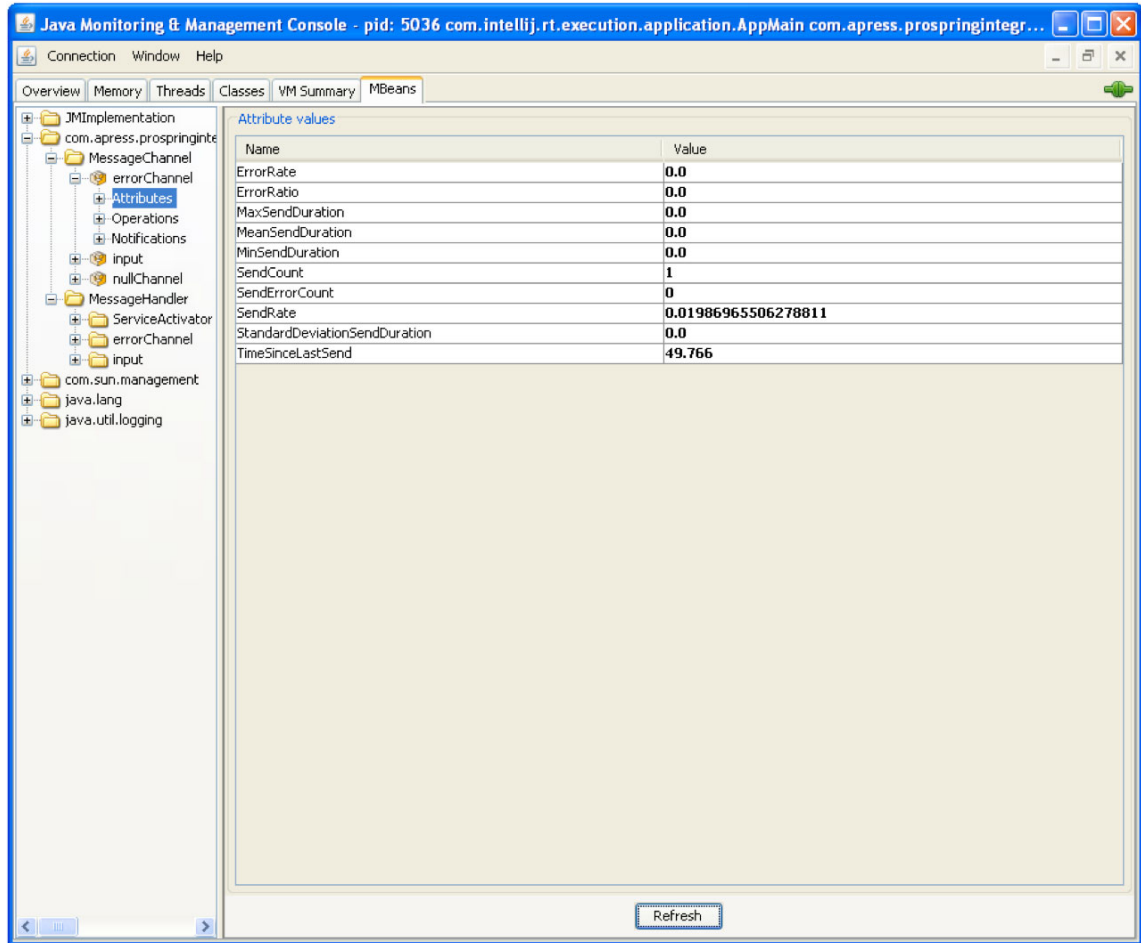 Java Monitoring & Management Console - pid: 5036 com.intellij.rt.execution.application.AppMain com.apress.prospringintegr...
Connection Window Help
Overview Memory Threads Classes VM Summary MBeans
JMImplementation
com.apress.prospringinte
MessageChannel
errorChannel
Attributes
Operations
Notifications
input
nullChannel
MessageHandler
ServiceActivator
errorChannel
input
com.sun.management
java.lang
java.util.logging
Attribute values
Name Value
ErrorRate 0.0
ErrorRatio 0.0
MaxSendDuration 0.0
MeanSendDuration 0.0
MinSendDuration 0.0
SendCount 1
SendErrorCount 0
SendRate 0.01986965506278811
StandardDeviationSendDuration 0.0
TimeSinceLastSend 49.766
Refresh